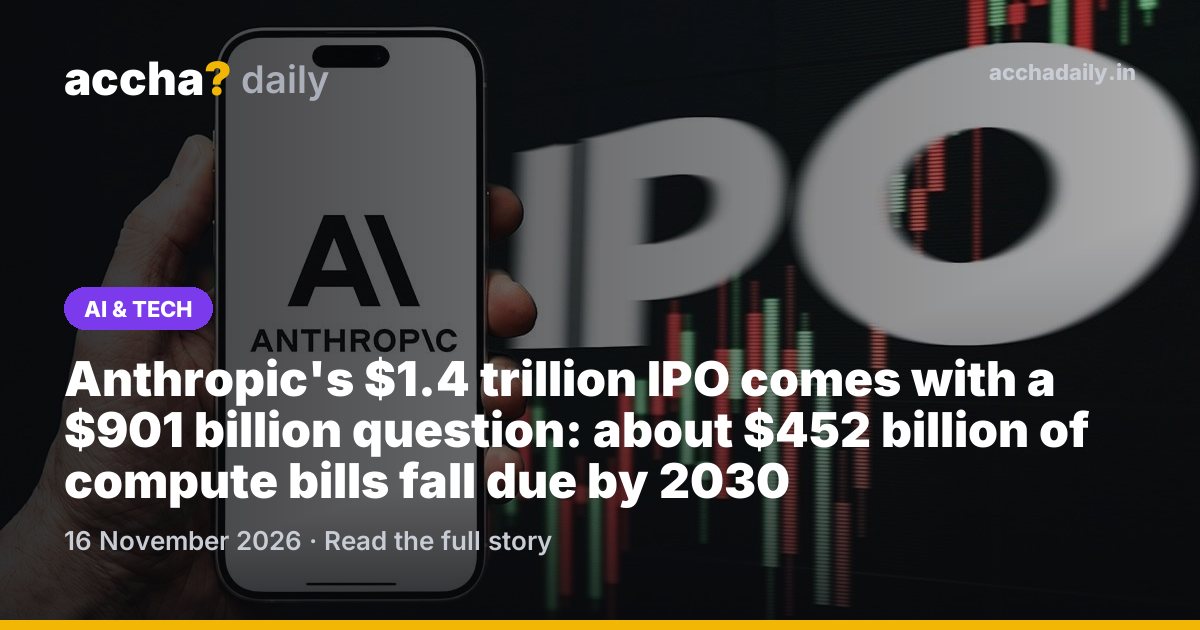 accha? daily
acchadaily.in
IPO
ANTHROP\C
AI & TECH
Anthropic's $1.4 trillion IPO comes with a
$901 billion question: about $452 billion of
compute bills fall due by 2030
16 November 2026 · Read the full story